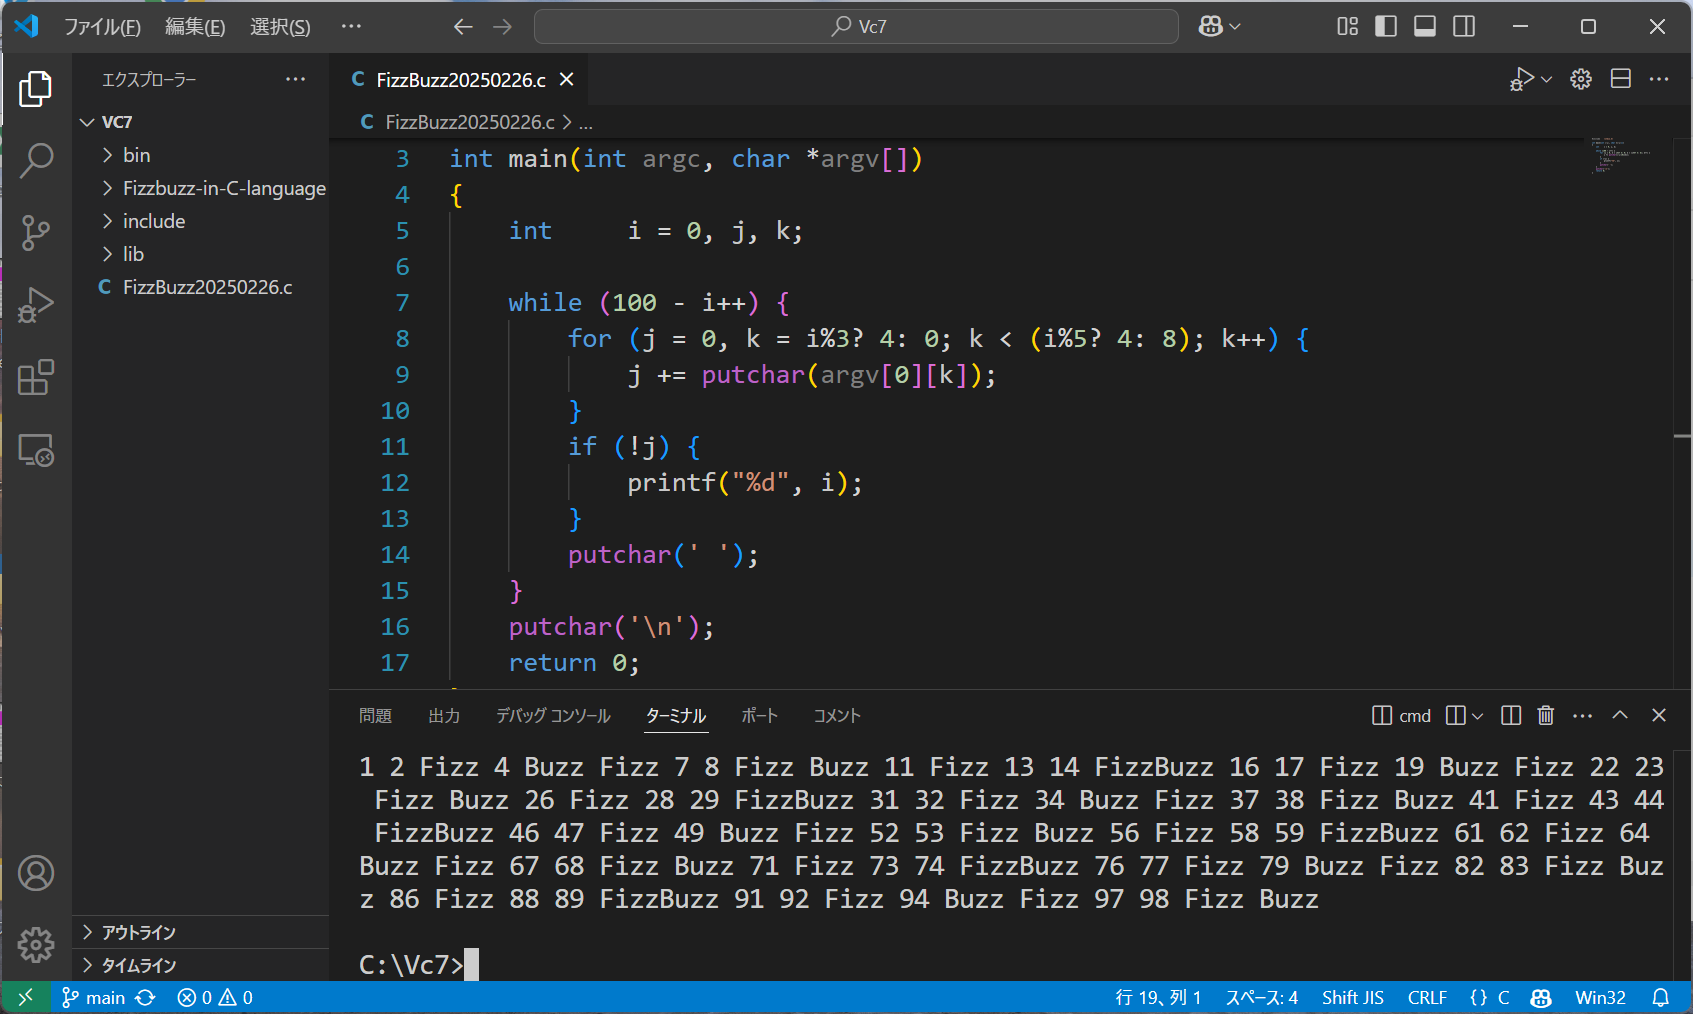 ファイル(F) 編集(E) 選択(S) ··· Vc7
エクスプローラー ···
VC7
bin
Fizzbuzz-in-C-language
include
lib
C FizzBuzz20250226.c
アウトライン
タイムライン
C FizzBuzz20250226.c
C FizzBuzz20250226.c > ...
3 int main(int argc, char *argv[])
4 {
5 int     i = 0, j, k;
6
7 while (100 - i++) {
8 for (j = 0, k = i%3? 4: 0; k < (i%5? 4: 8); k++) {
9 j += putchar(argv[0][k]);
10 }
11 if (!j) {
12 printf("%d", i);
13 }
14 putchar(' ');
15 }
16 putchar('\n');
17 return 0;
問題 出力 デバッグ コンソール ターミナル ポート コメント cmd
1 2 Fizz 4 Buzz Fizz 7 8 Fizz Buzz 11 Fizz 13 14 FizzBuzz 16 17 Fizz 19 Buzz Fizz 22 23
Fizz Buzz 26 Fizz 28 29 FizzBuzz 31 32 Fizz 34 Buzz Fizz 37 38 Fizz Buzz 41 Fizz 43 44
FizzBuzz 46 47 Fizz 49 Buzz Fizz 52 53 Fizz Buzz 56 Fizz 58 59 FizzBuzz 61 62 Fizz 64
Buzz Fizz 67 68 Fizz Buzz 71 Fizz 73 74 FizzBuzz 76 77 Fizz 79 Buzz Fizz 82 83 Fizz Buz
z 86 Fizz 88 89 FizzBuzz 91 92 Fizz 94 Buzz Fizz 97 98 Fizz Buzz
C:\Vc7>
main 0 0 行 19、列 1 スペース: 4 Shift JIS CRLF {} C Win32